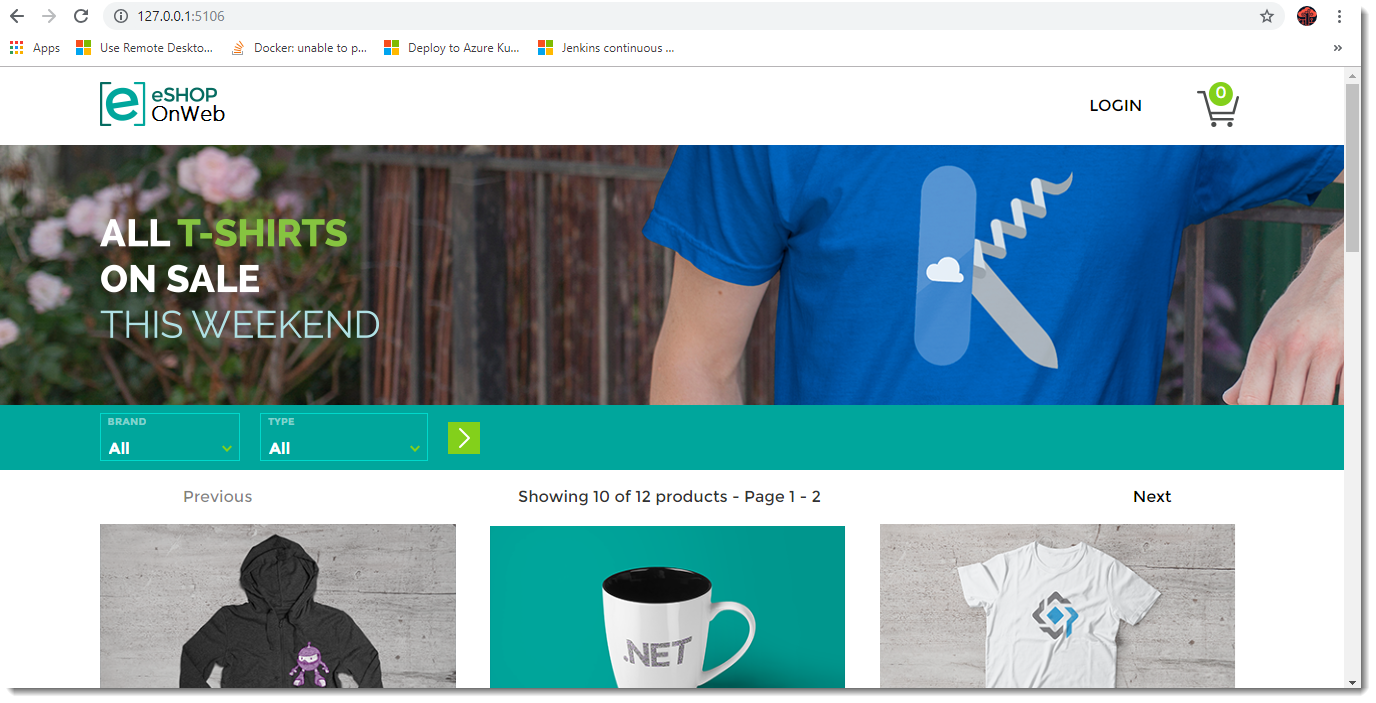 127.0.0.1:5106
Apps
Use Remote Deskto...
Docker: unable to p...
Deploy to Azure Ku...
Jenkins continuous ...
»
[e] eSHOP
OnWeb
LOGIN
0
ALL T-SHIRTS
ON SALE
THIS WEEKEND
BRAND
All
TYPE
All
Previous
Showing 10 of 12 products - Page 1 - 2
Next
.NET